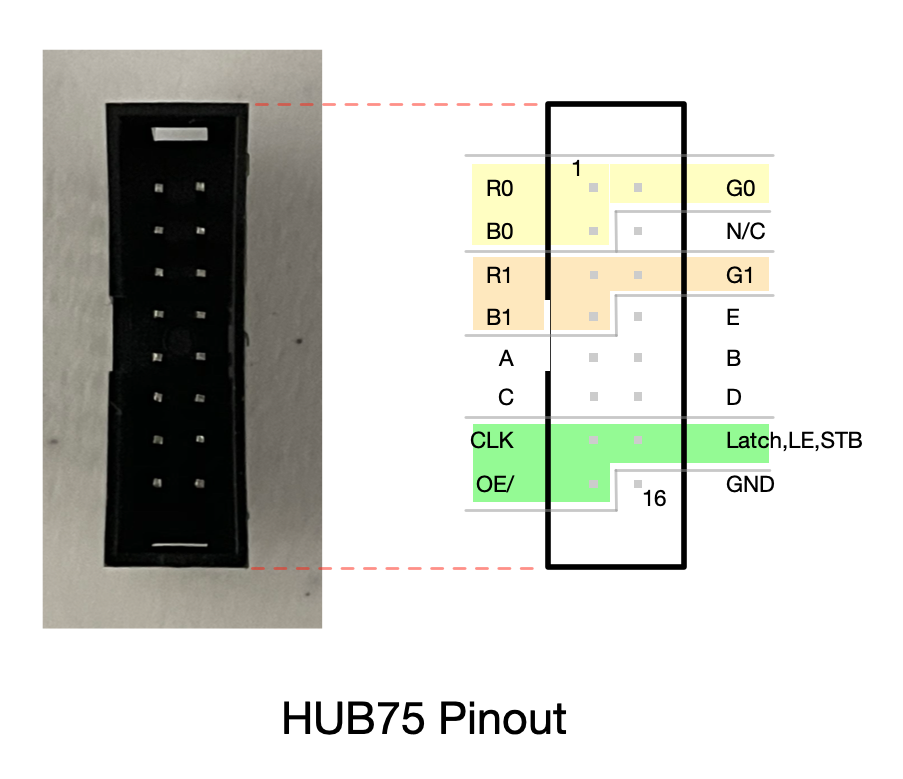 1
R0 G0
B0 N/C
R1 G1
B1 E
A B
C D
CLK Latch,LE,STB
OE/ GND
16
HUB75 Pinout